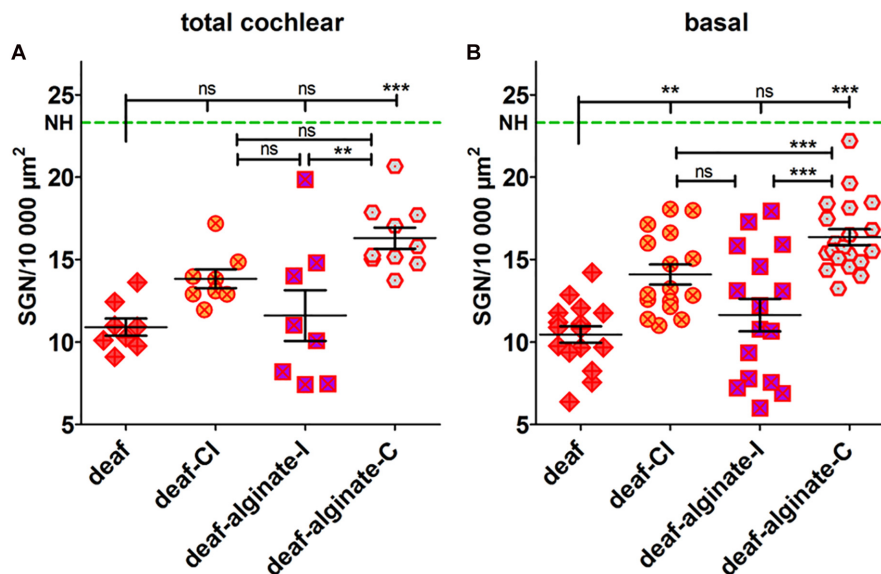 total cochlear
basal
A
B
SGN/10 000 µm²
25
NH
20
15
10
5
ns
ns
***
ns
ns
**
deaf
deaf-CI
deaf-alginate-I
deaf-alginate-C
SGN/10 000 µm²
25
NH
20
15
10
5
**
ns
***
***
ns
***
deaf
deaf-CI
deaf-alginate-I
deaf-alginate-C